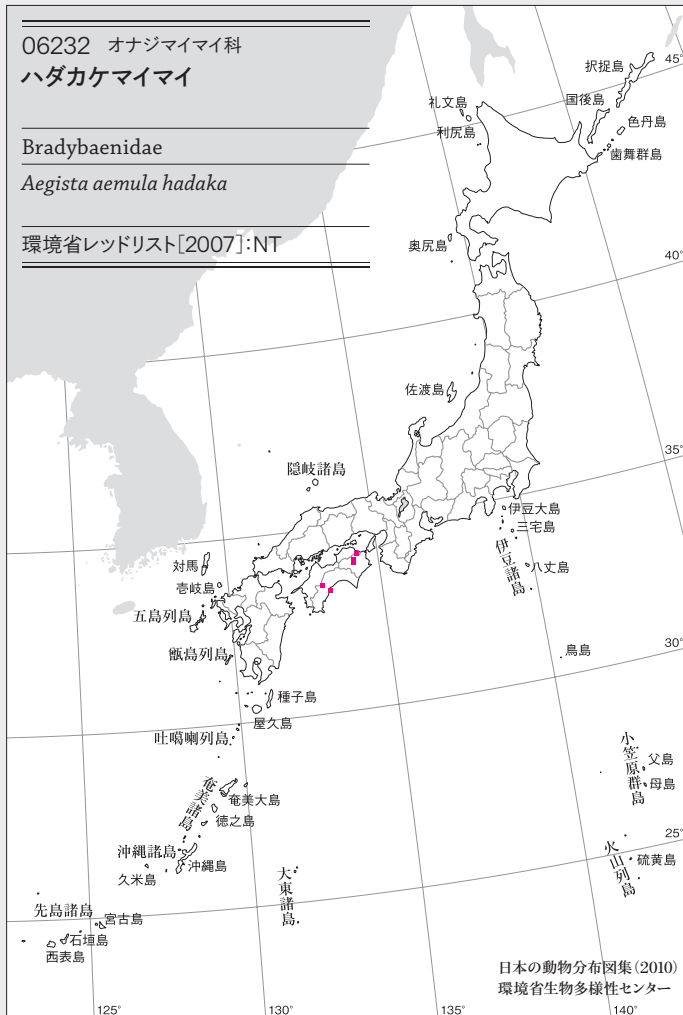 06232 オナジマイマイ科
ハダカケマイマイ
Bradybaenidae
Aegista aemula hadaka
環境省レッドリスト[2007]:NT
択捉島
45°
国後島
礼文島
色丹島
利尻島
歯舞群島
奥尻島
40°
佐渡島
35°
隠岐諸島
伊豆大島
三宅島
伊豆諸島
八丈島
対馬
壱岐島
五島列島
甑島列島
鳥島
30°
種子島
屋久島
吐噶喇列島
小笠原群島
父島
母島
奄美諸島
奄美大島
徳之島
25°
沖縄諸島
沖縄島
久米島
火山列島
硫黄島
大東諸島
先島諸島
宮古島
石垣島
西表島
日本の動物分布図集(2010)
環境省生物多様性センター
125°
130°
135°
140°